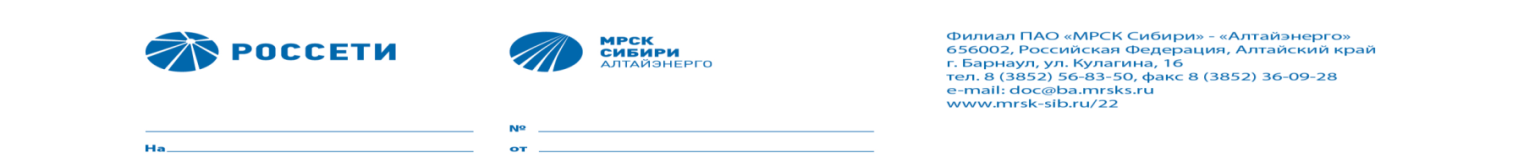 РОССЕТИ
МРСК
СИБИРИ
АЛТАЙЭНЕРГО
Филиал ПАО «МРСК Сибири» - «Алтайэнерго»
656002, Российская Федерация, Алтайский край
г. Барнаул, ул. Кулагина, 16
тел. 8 (3852) 56-83-50, факс 8 (3852) 36-09-28
e-mail: doc@ba.mrsks.ru
www.mrsk-sib.ru/22
№
На
от